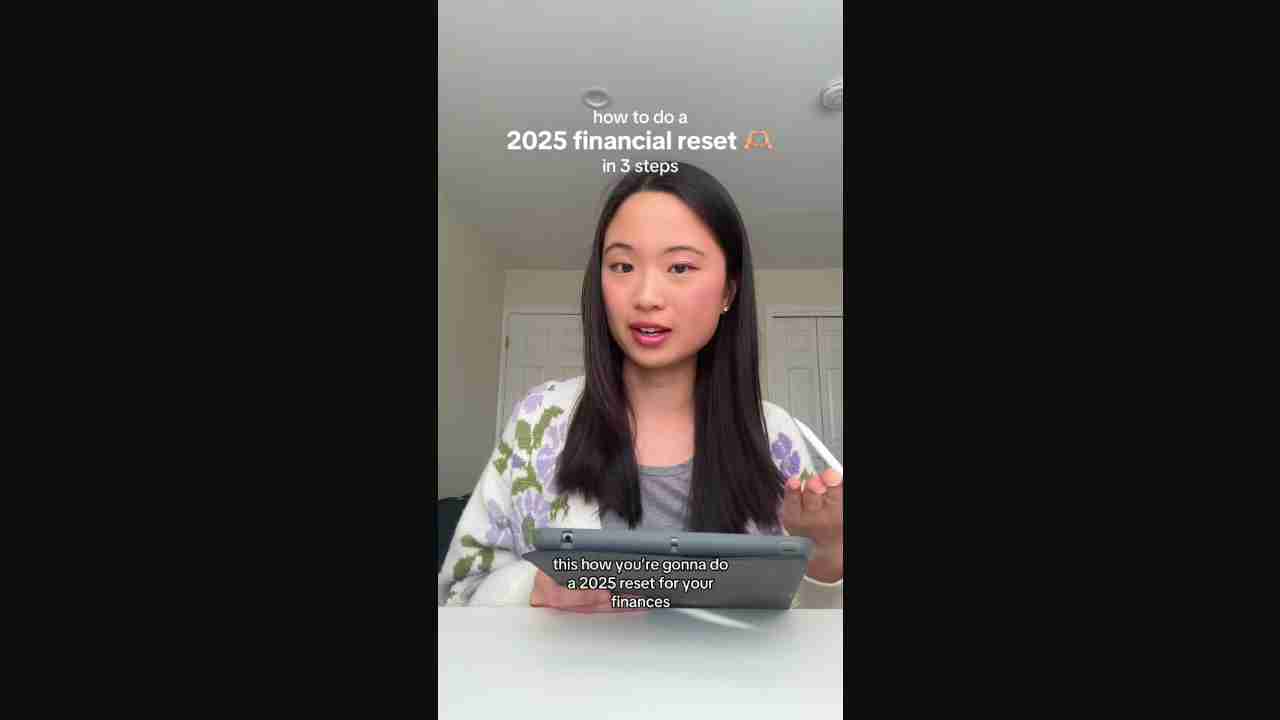 how to do a
2025 financial reset 🫶🏼
in 3 steps
this how you're gonna do
a 2025 reset for your
finances